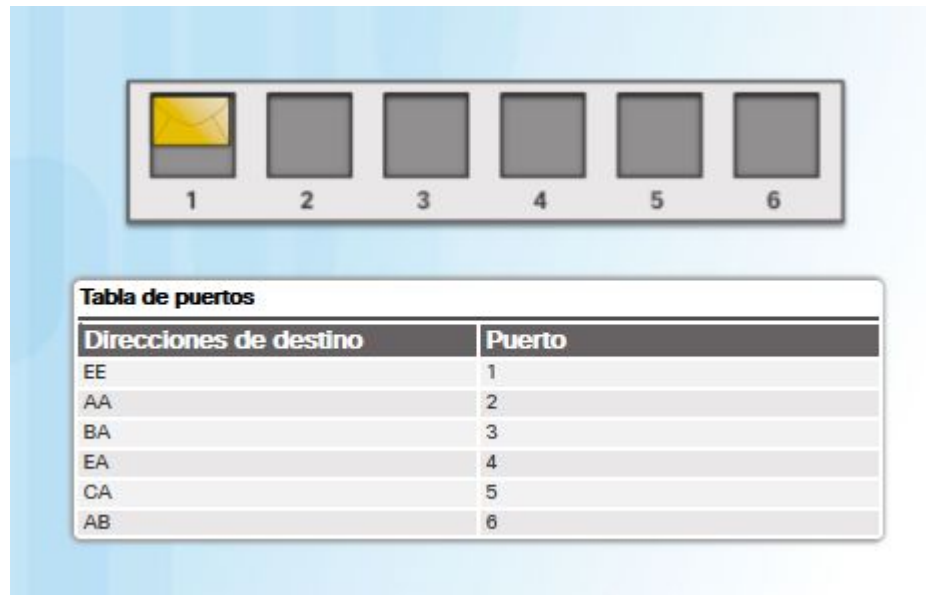 1 2 3 4 5 6
Tabla de puertos
Direcciones de destino Puerto
EE 1
AA 2
BA 3
EA 4
CA 5
AB 6